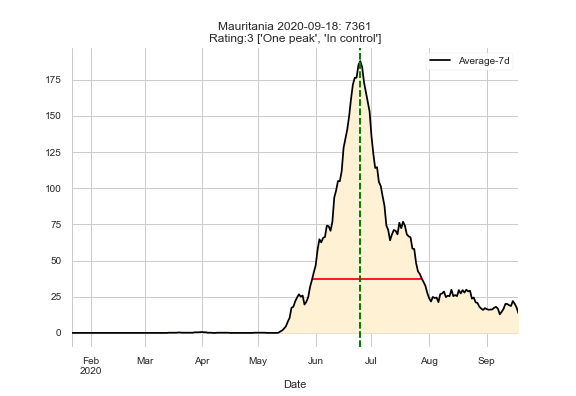 Mauritania 2020-09-18: 7361
Rating:3 ['One peak', 'In control']
Average-7d
175
150
125
100
75
50
25
0
Feb Mar Apr May Jun Jul Aug Sep
2020
Date